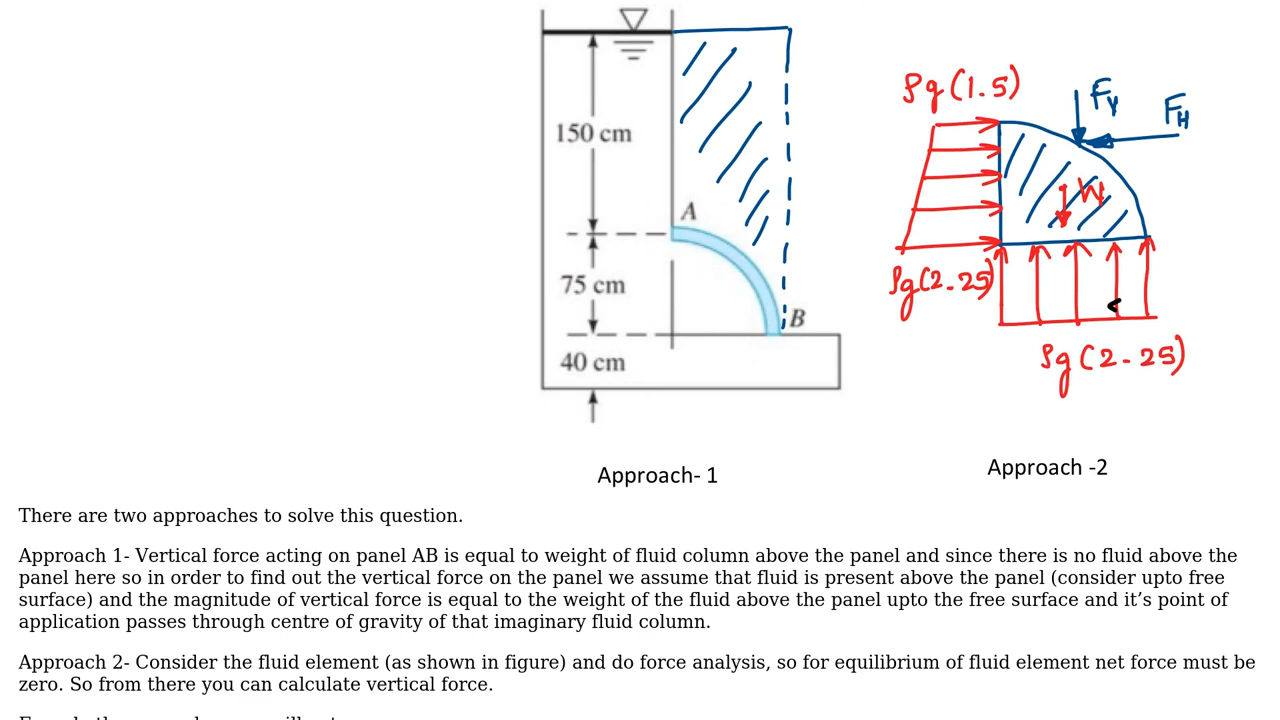 ρg(1.5)
F_V
F_H
150 cm
W
A
75 cm
ρg(2.25)
B
40 cm
ρg(2.25)
Approach- 1
Approach -2
There are two approaches to solve this question.
Approach 1- Vertical force acting on panel AB is equal to weight of fluid column above the panel and since there is no fluid above the
panel here so in order to find out the vertical force on the panel we assume that fluid is present above the panel (consider upto free
surface) and the magnitude of vertical force is equal to the weight of the fluid above the panel upto the free surface and it’s point of
application passes through centre of gravity of that imaginary fluid column.
Approach 2- Consider the fluid element (as shown in figure) and do force analysis, so for equilibrium of fluid element net force must be
zero. So from there you can calculate vertical force.